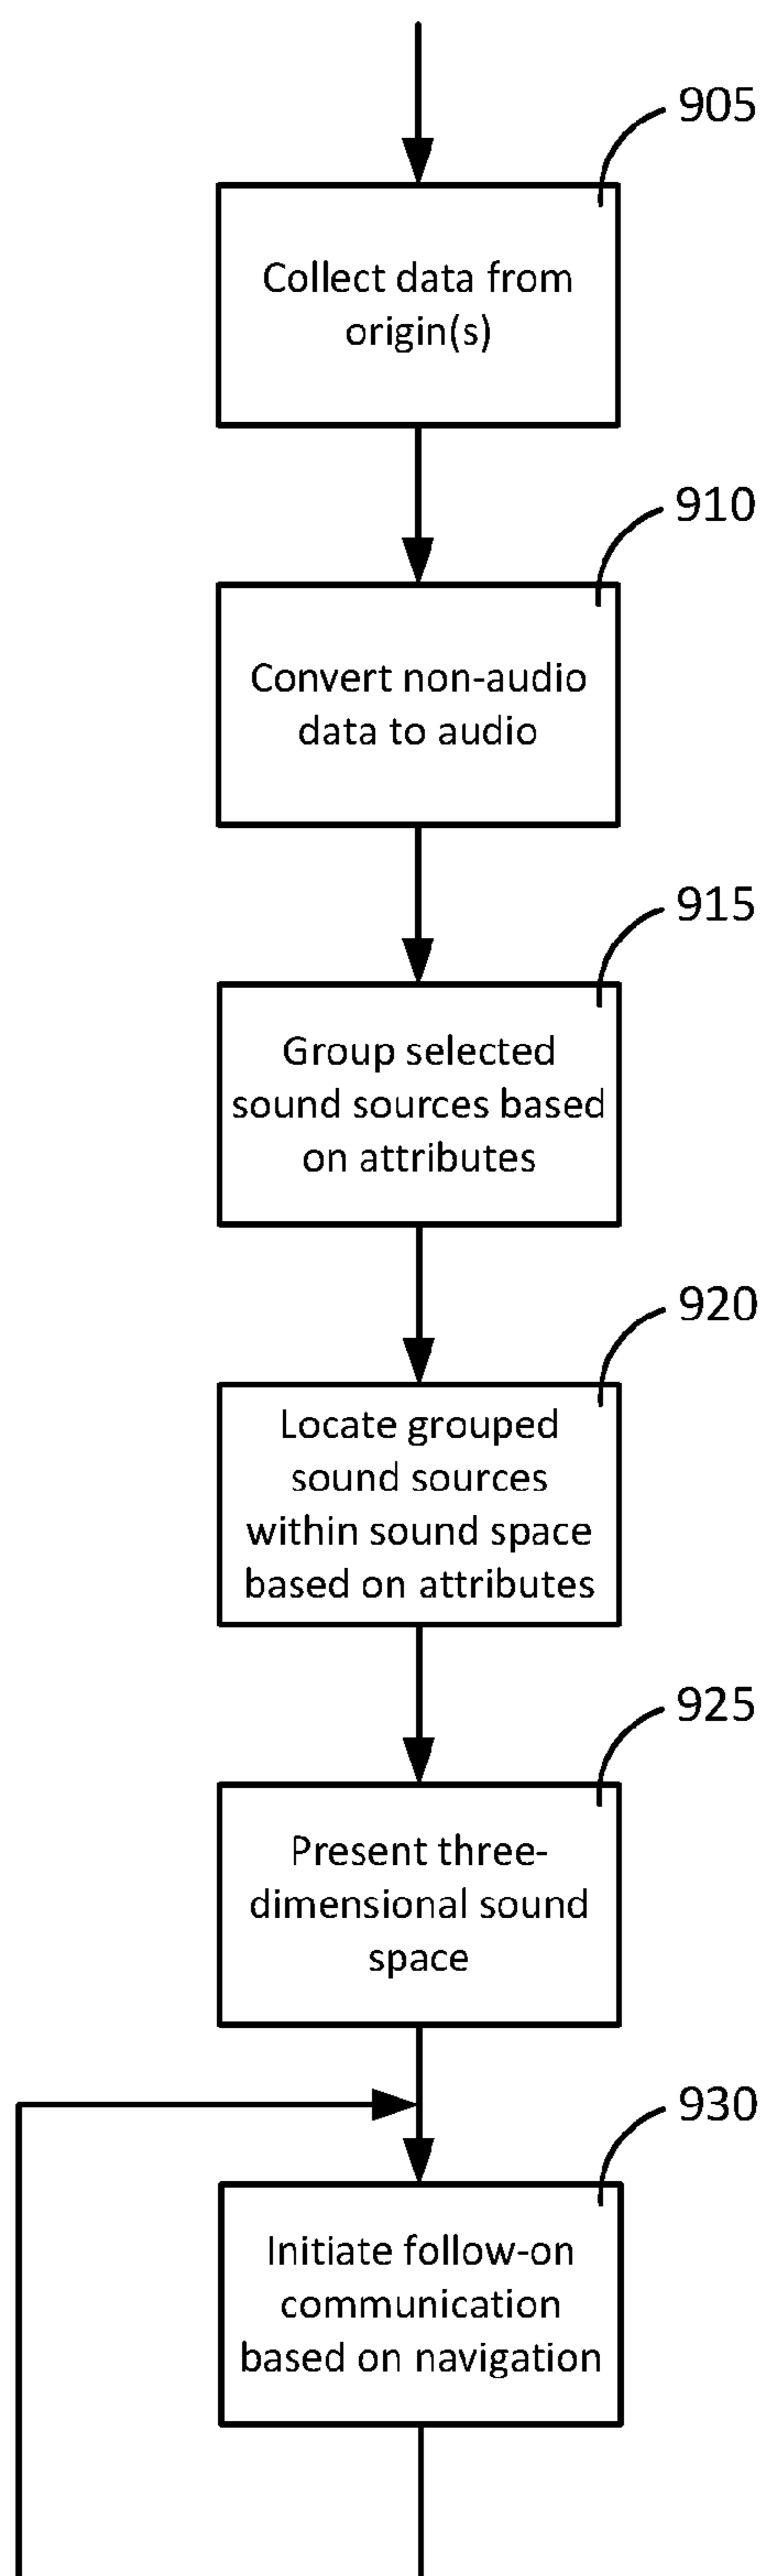 905
Collect data from
origin(s)
910
Convert non-audio
data to audio
915
Group selected
sound sources based
on attributes
920
Locate grouped
sound sources
within sound space
based on attributes
925
Present three-
dimensional sound
space
930
Initiate follow-on
communication
based on navigation